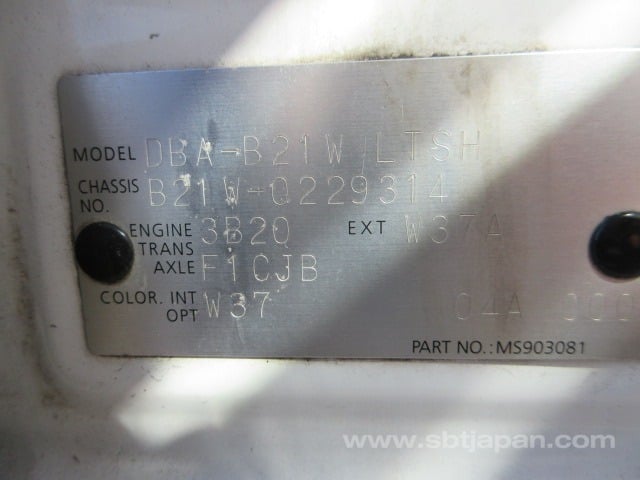 MODEL DBA-B21W LTSH
CHASSIS NO. B21W-0229314
ENGINE 3B20 EXT W37A
TRANS AXLE F1CJB
COLOR. INT OPT W37 04A 000
PART NO.: MS903081
www.sbtjapan.com